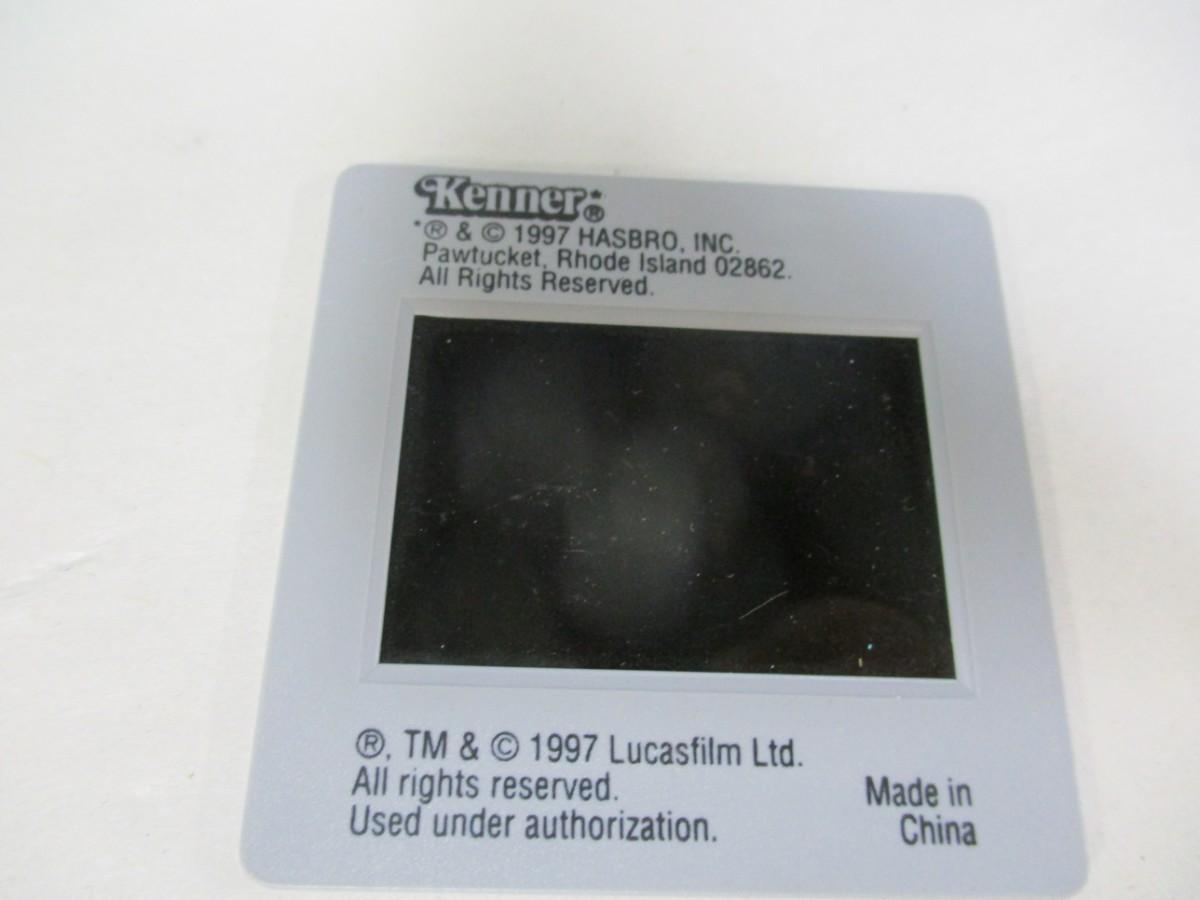 Kenner*®
*® & © 1997 HASBRO, INC.
Pawtucket, Rhode Island 02862.
All Rights Reserved.
®, TM & © 1997 Lucasfilm Ltd.
All rights reserved.
Used under authorization.
Made in
China